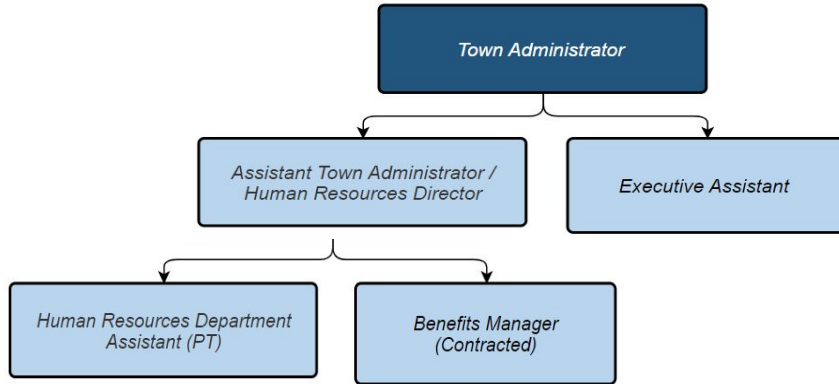 Town Administrator
Assistant Town Administrator /
Human Resources Director
Executive Assistant
Human Resources Department
Assistant (PT)
Benefits Manager
(Contracted)